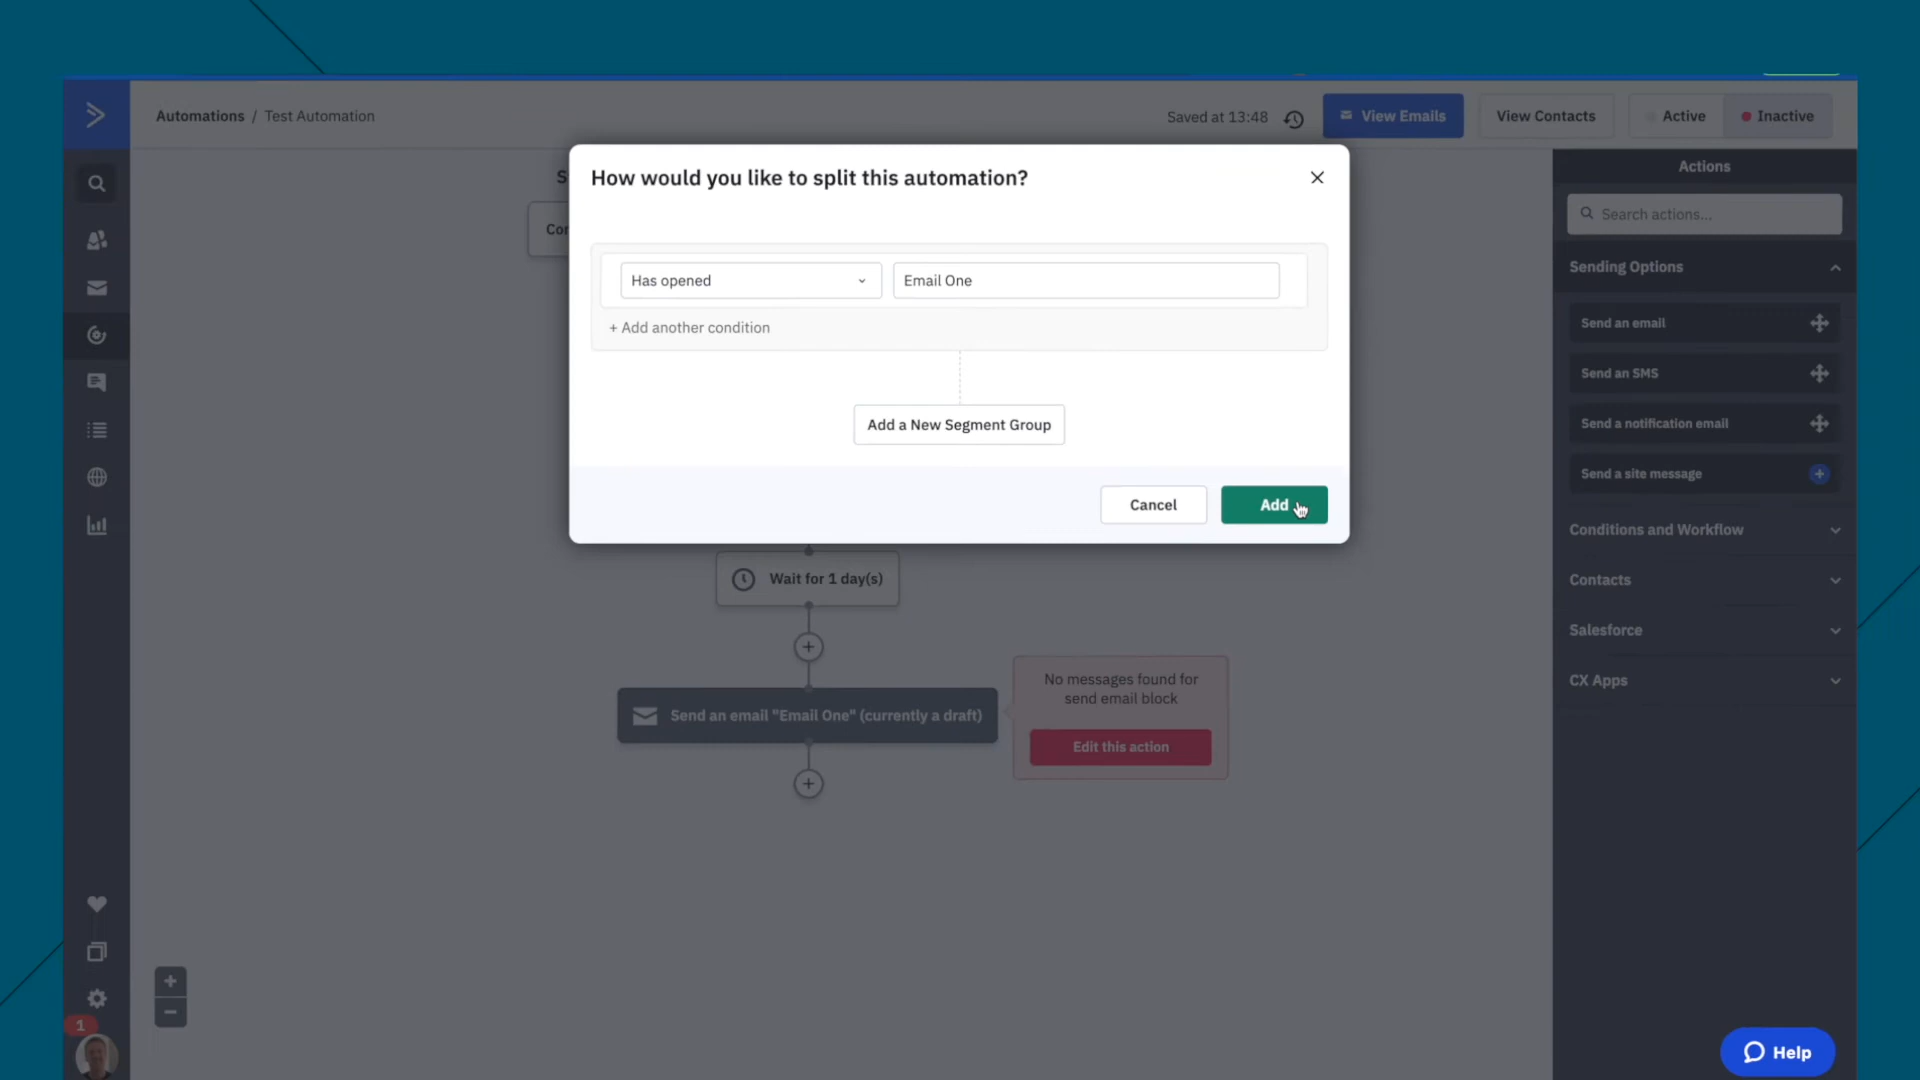 Automations / Test Automation
Saved at 13:48
View Emails
View Contacts
Active
Inactive
How would you like to split this automation?
Has opened
Email One
+ Add another condition
Add a New Segment Group
Cancel
Add
Wait for 1 day(s)
Send an email "Email One" (currently a draft)
No messages found for
send email block
Edit this action
Actions
Search actions...
Sending Options
Send an email
Send an SMS
Send a notification email
Send a site message
Conditions and Workflow
Contacts
Salesforce
CX Apps
1
Help